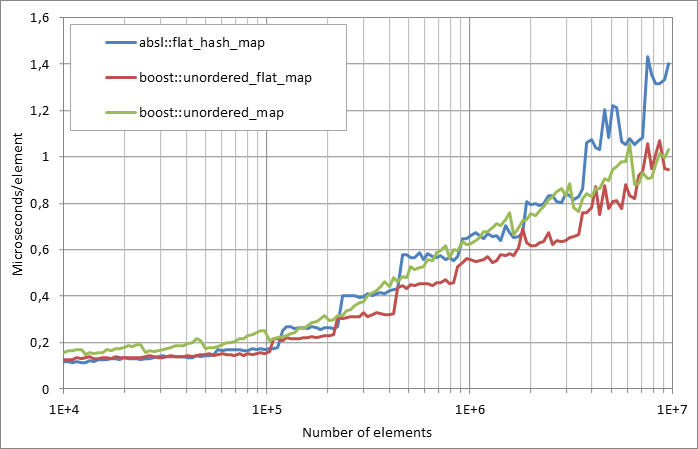 1,6
1,4
1,2
1
0,8
0,6
0,4
0,2
0
Microseconds/element
absl::flat_hash_map
boost::unordered_flat_map
boost::unordered_map
1E+4 1E+5 1E+6 1E+7
Number of elements